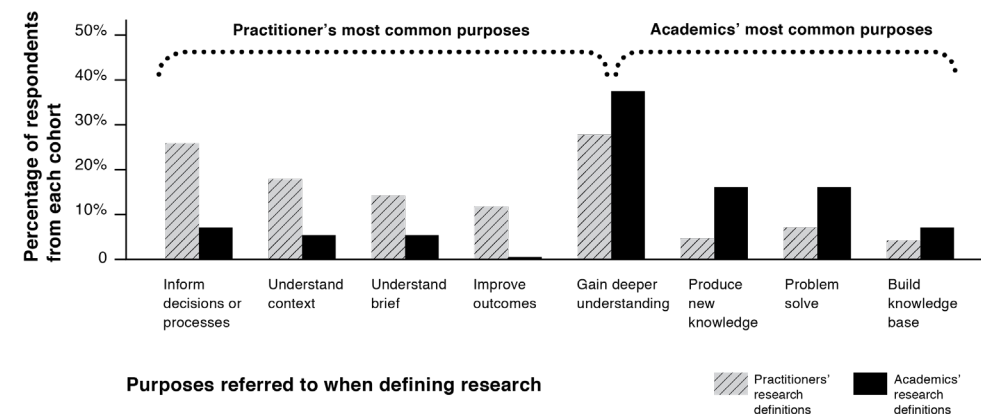 Percentage of respondents
from each cohort
50%
40%
30%
20%
10%
0
Practitioner’s most common purposes
Academics’ most common purposes
Inform
decisions or
processes
Understand
context
Understand
brief
Improve
outcomes
Gain deeper
understanding
Produce
new
knowledge
Problem
solve
Build
knowledge
base
Purposes referred to when defining research
Practitioners’
research
definitions
Academics’
research
definitions